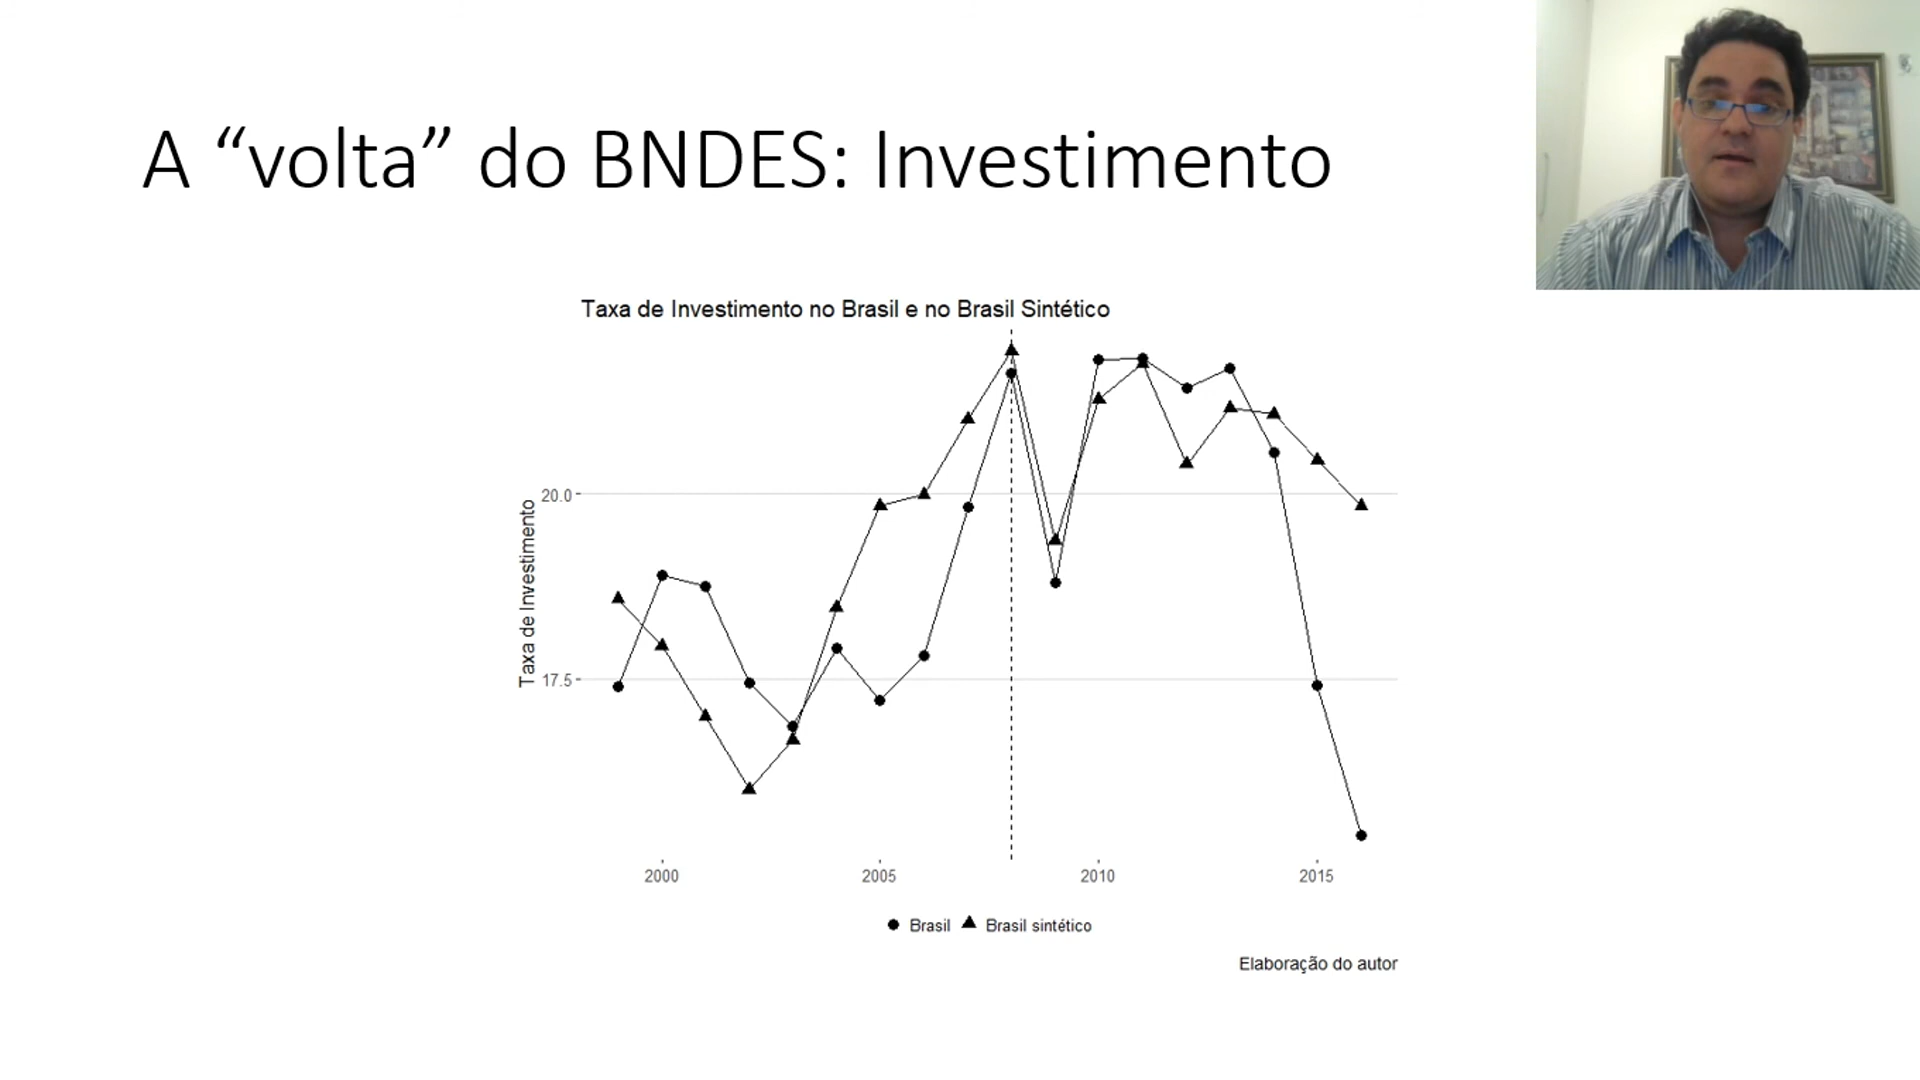 A “volta” do BNDES: Investimento
Taxa de Investimento no Brasil e no Brasil Sintético
Taxa de Investimento
20.0
17.5
2000
2005
2010
2015
Brasil
Brasil sintético
Elaboração do autor